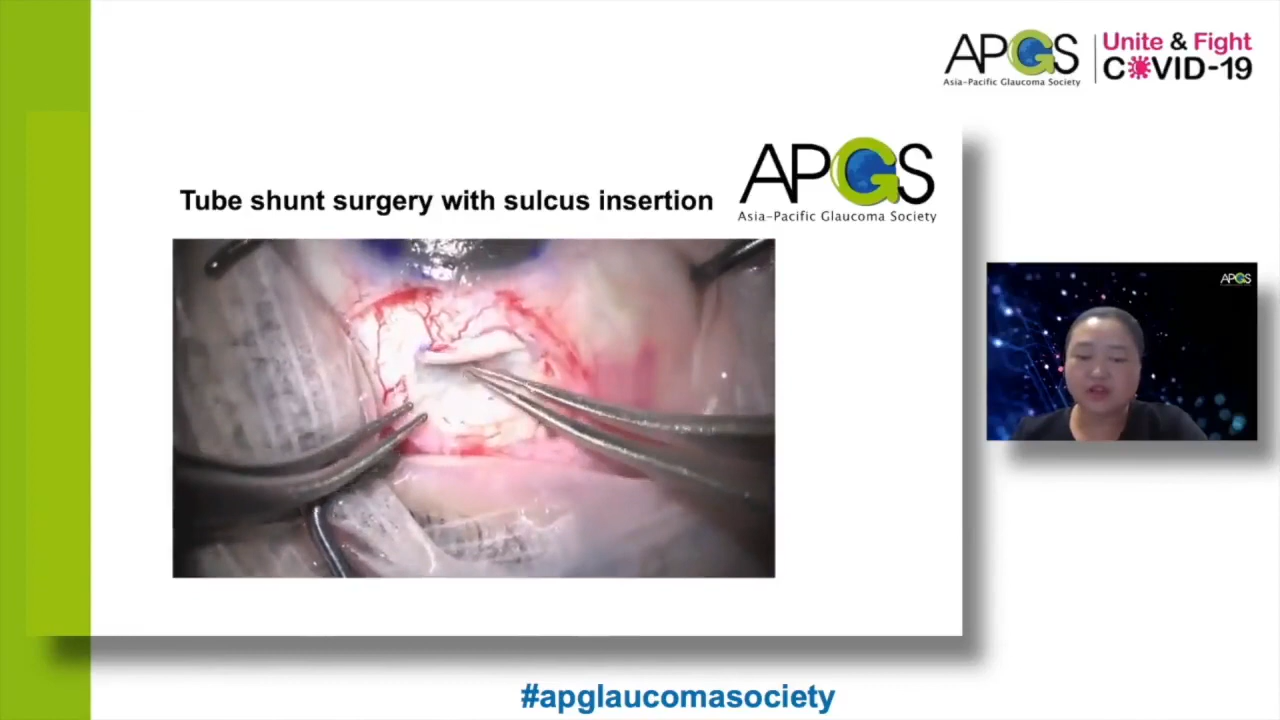 APGS
Asia-Pacific Glaucoma Society
Unite & Fight
COVID-19
APGS
Asia-Pacific Glaucoma Society
Tube shunt surgery with sulcus insertion
APGS
#apglaucomasociety